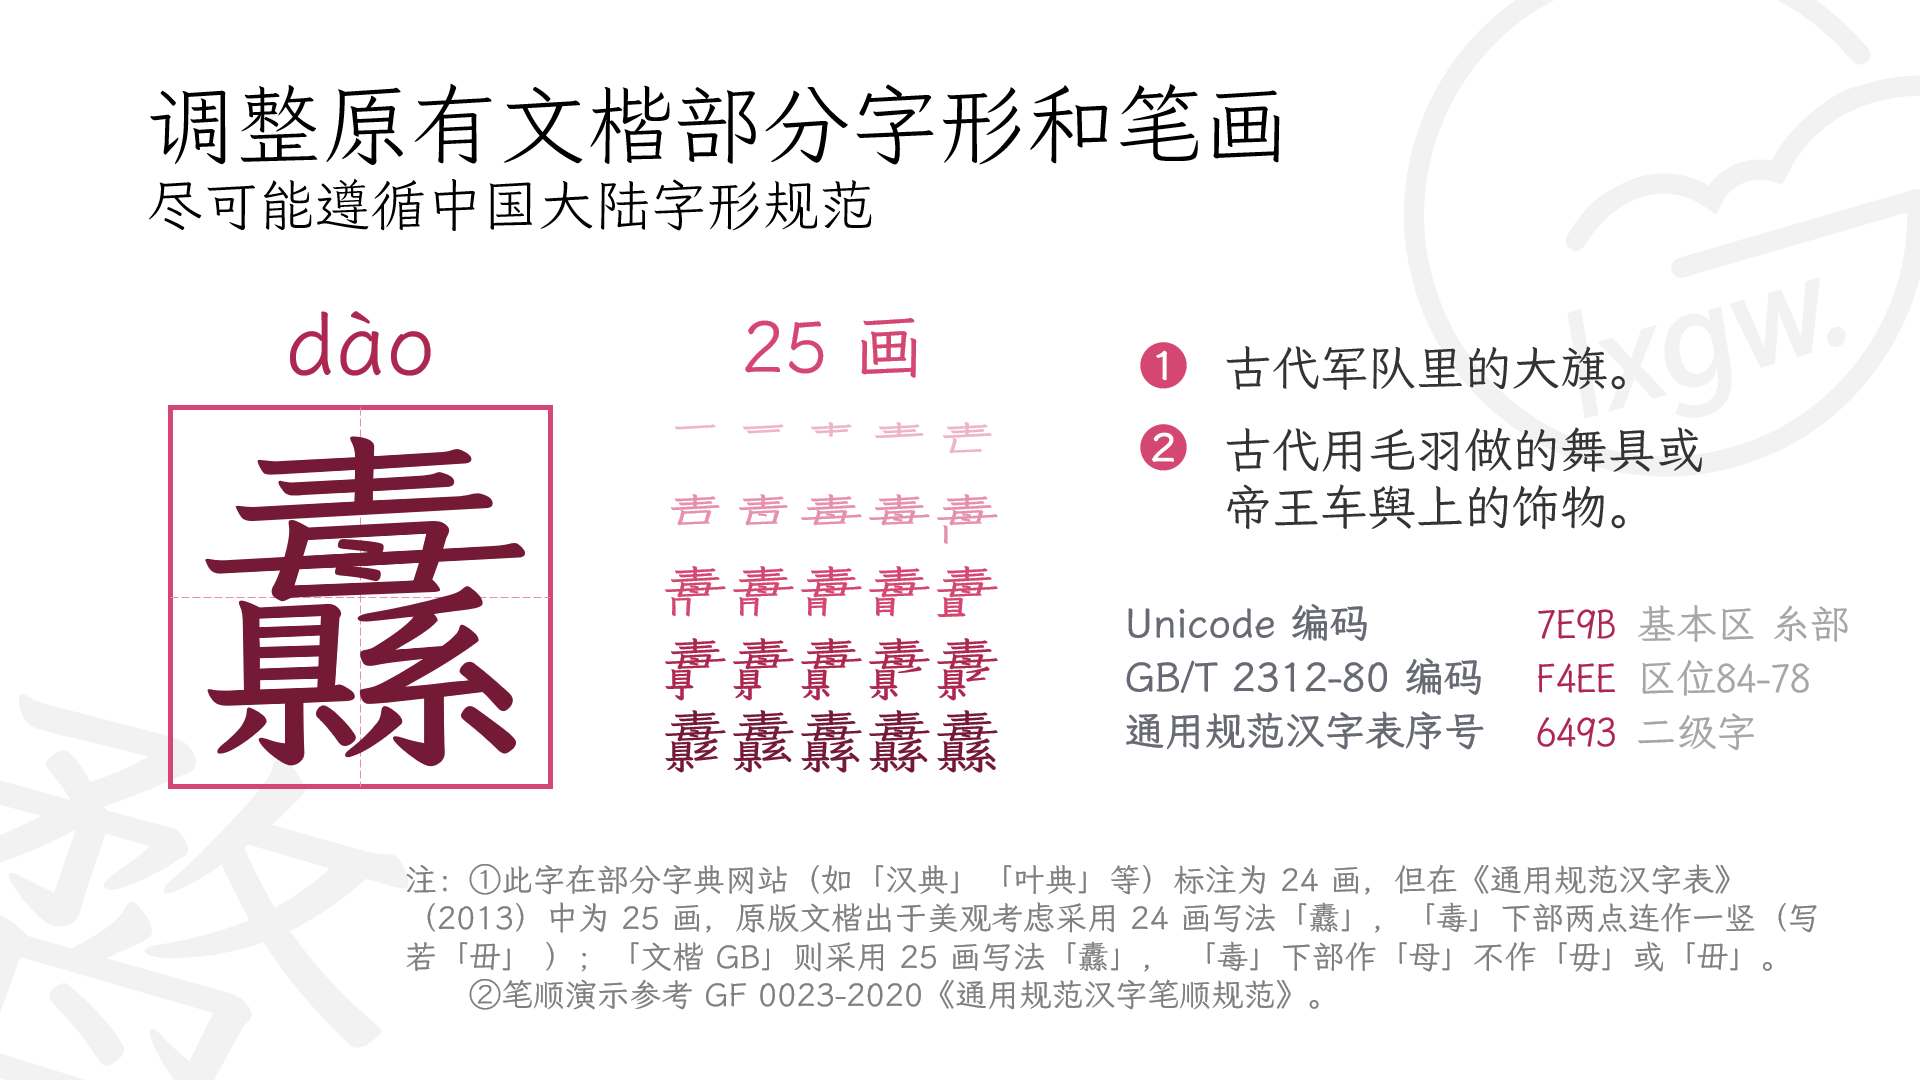 调整原有文楷部分字形和笔画
尽可能遵循中国大陆字形规范
dào
纛
25 画
❶ 古代军队里的大旗。
❷ 古代用毛羽做的舞具或
帝王车舆上的饰物。
Unicode 编码 7E9B 基本区 糸部
GB/T 2312-80 编码 F4EE 区位84-78
通用规范汉字表序号 6493 二级字
注：①此字在部分字典网站（如「汉典」「叶典」等）标注为 24 画，但在《通用规范汉字表》
（2013）中为 25 画，原版文楷出于美观考虑采用 24 画写法「纛」，「毒」下部两点连作一竖（写
若「毌」）；「文楷 GB」则采用 25 画写法「纛」，「毒」下部作「母」不作「毋」或「毌」。
②笔顺演示参考 GF 0023-2020《通用规范汉字笔顺规范》。
lxgw.